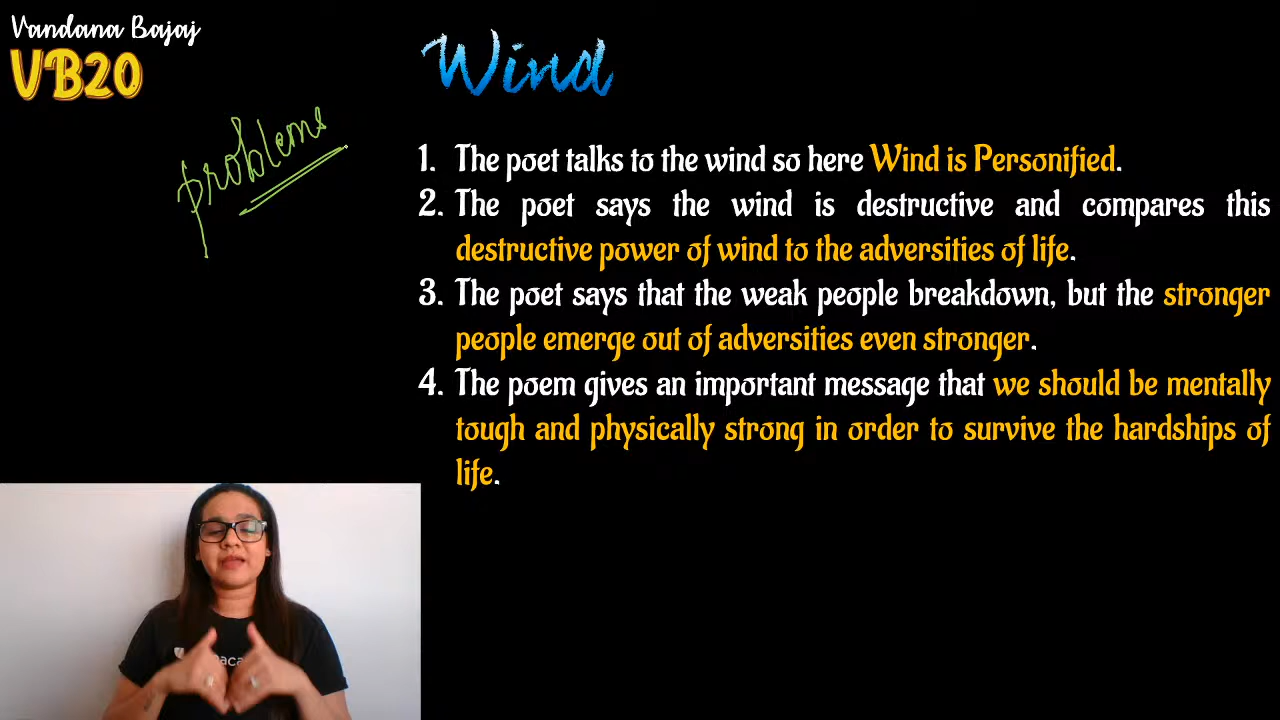 Vandana Bajaj
VB20
Wind
problems
1. The poet talks to the wind so here Wind is Personified.
2. The poet says the wind is destructive and compares this
destructive power of wind to the adversities of life.
3. The poet says that the weak people breakdown, but the stronger
people emerge out of adversities even stronger.
4. The poem gives an important message that we should be mentally
tough and physically strong in order to survive the hardships of
life.